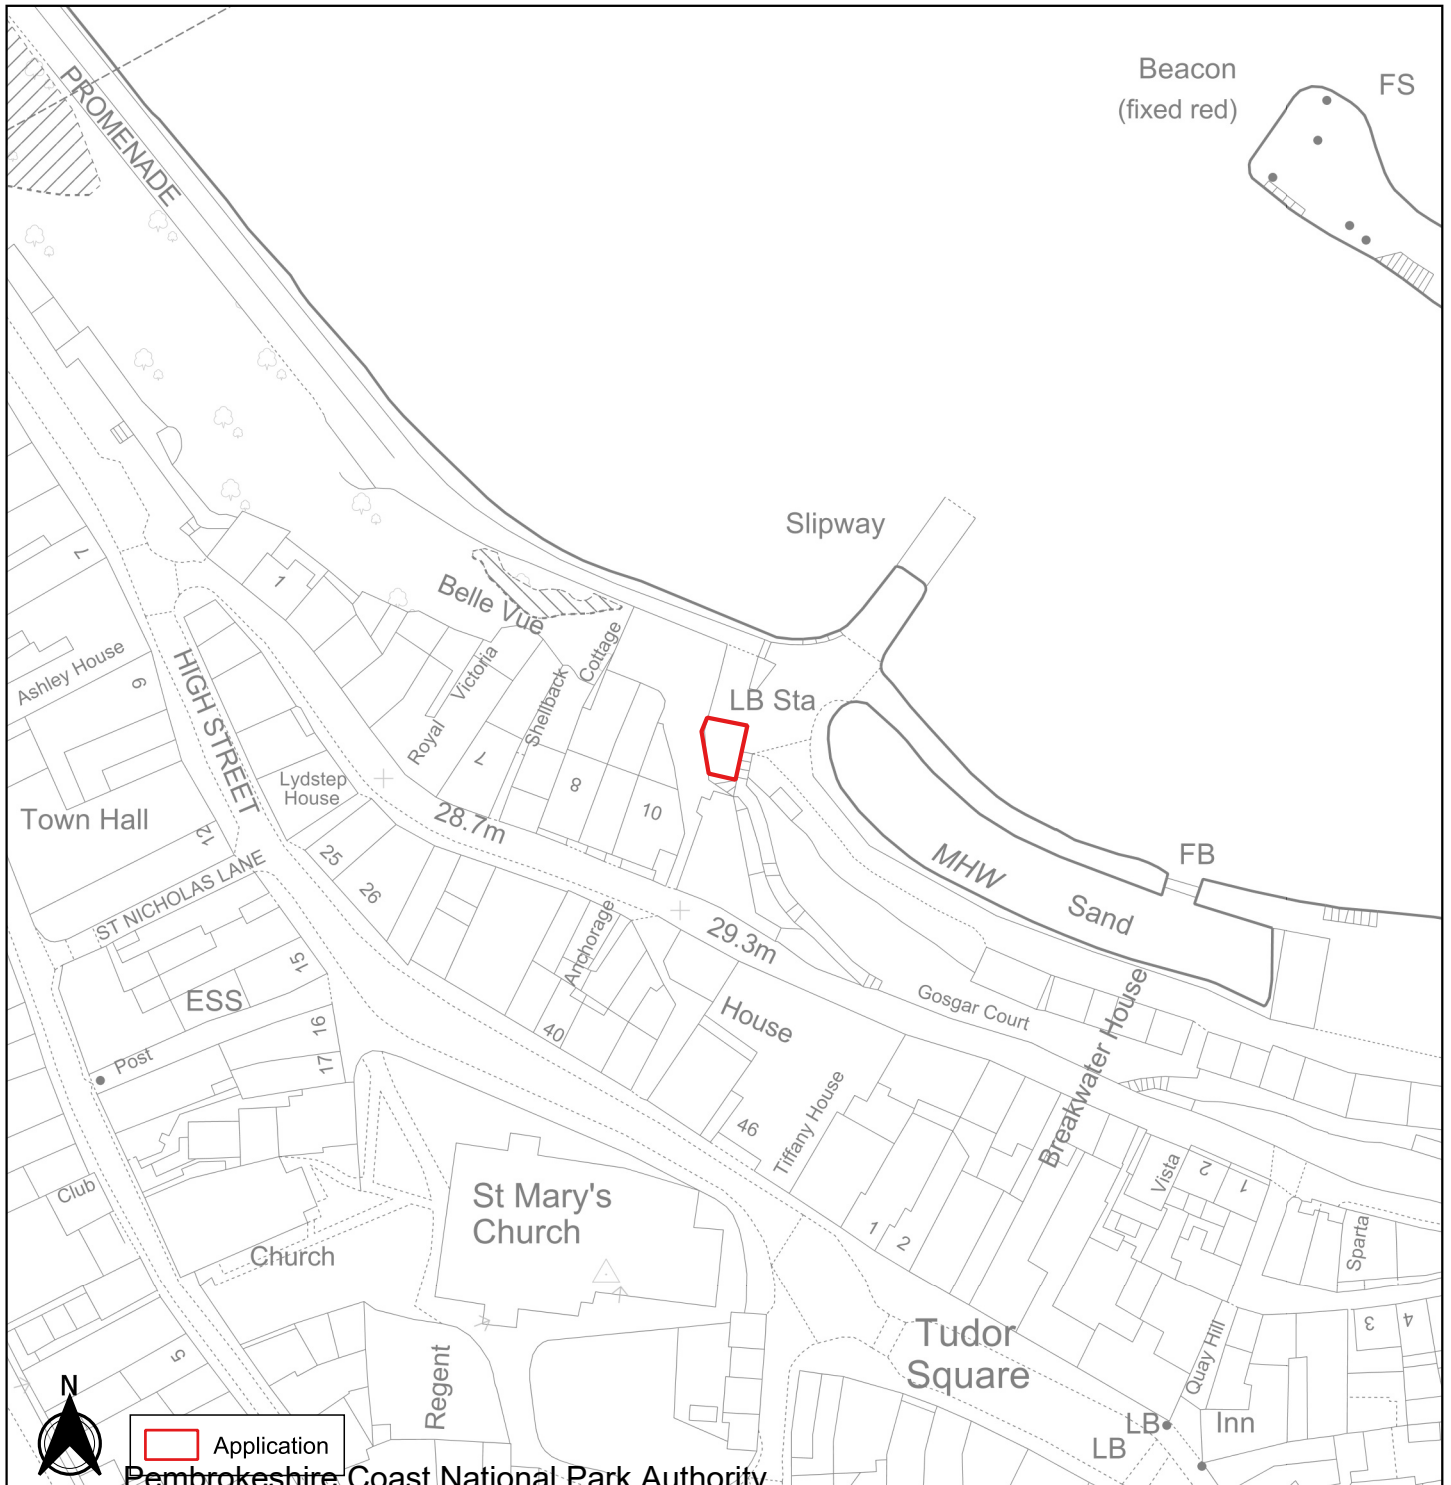 Beacon
(fixed red)
FS
PROMENADE
Slipway
Belle Vue
1
7
Cottage
Victoria
Shellback
Royal
7
LB Sta
Ashley House
9
HIGH STREET
Lydstep
House
8
10
28.7m
Town Hall
12
25
26
ST NICHOLAS LANE
MHW
Sand
FB
Anchorage
29.3m
15
ESS
Gosgar Court
House
40
16
17
Post
Breakwater House
46
Tiffany House
Club
St Mary's
Church
Church
Vista
2
1
1
2
Sparta
Tudor
Square
3
4
5
Regent
Quay Hill
LB
LB
Inn
N
Application
Pembrokeshire Coast National Park Authority